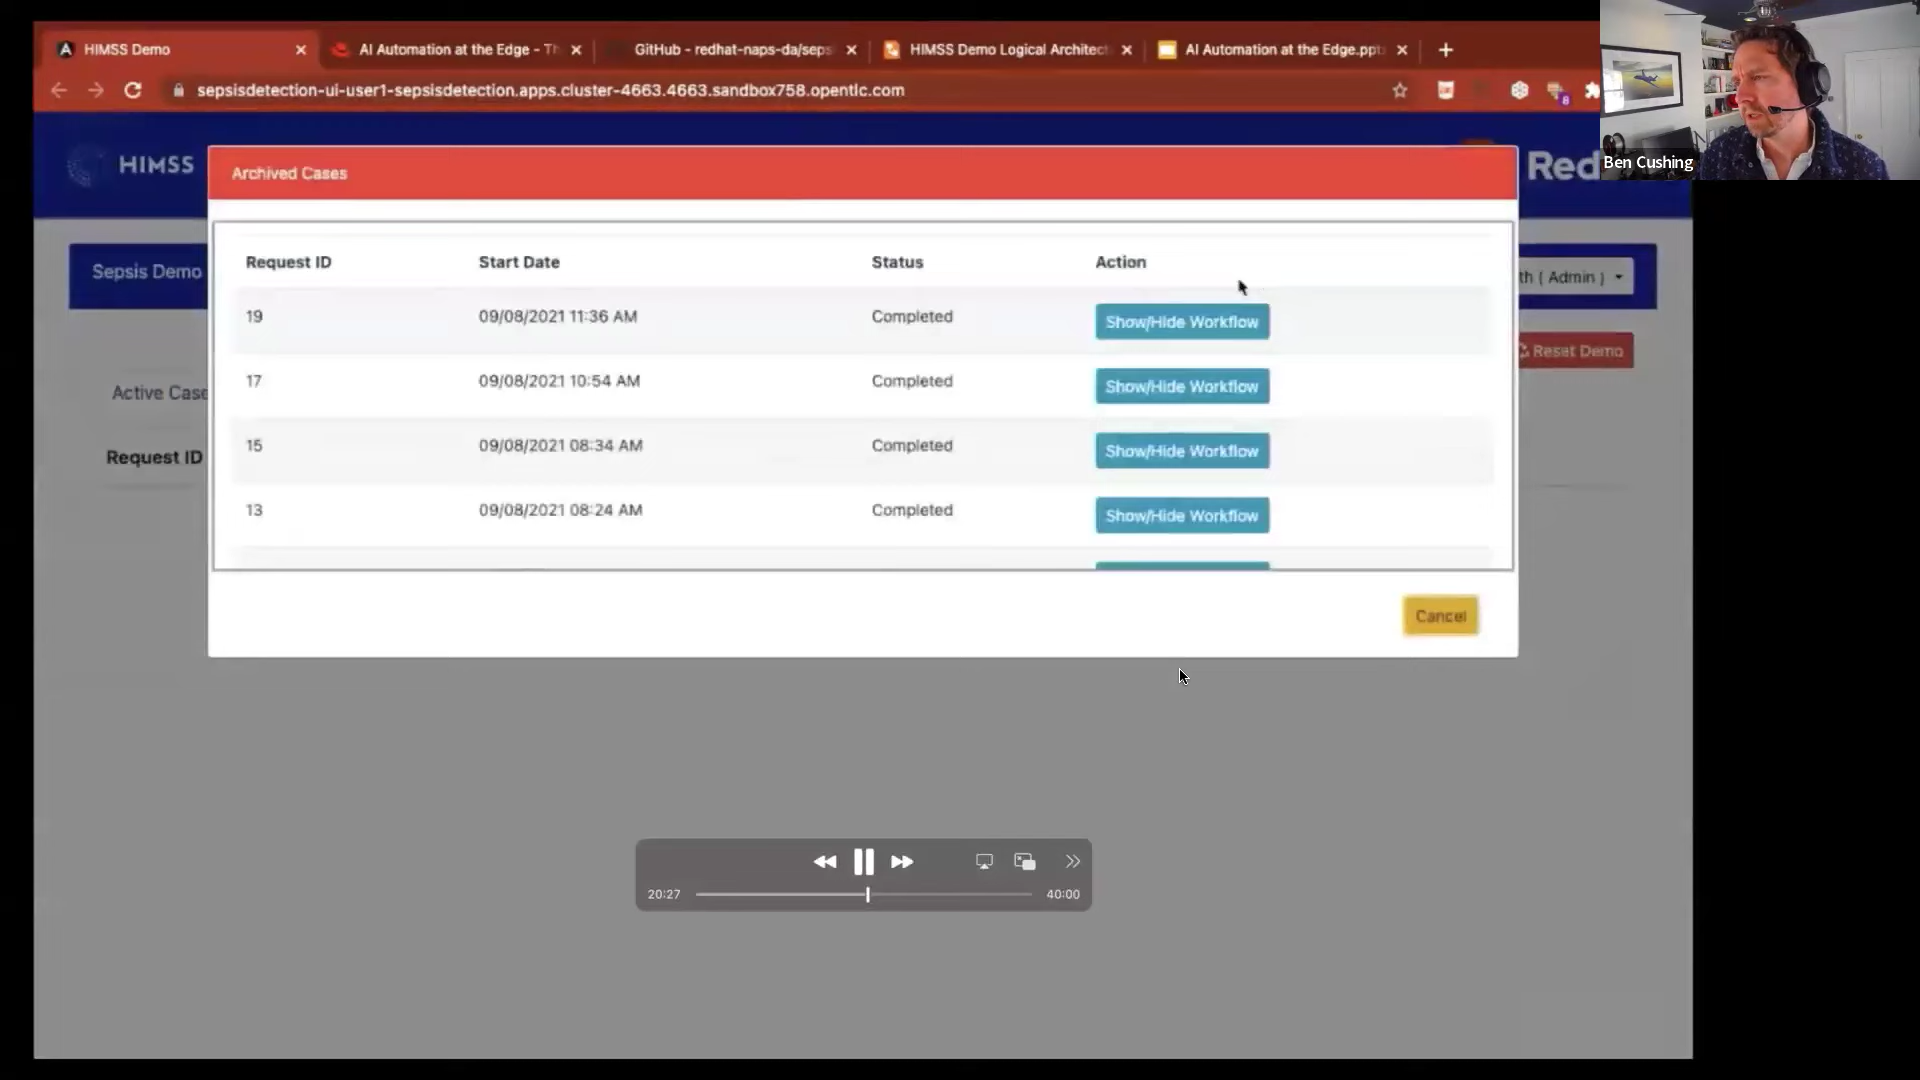 HIMSS Demo
AI Automation at the Edge - Th
GitHub - redhat-naps-da/seps
HIMSS Demo Logical Architect
AI Automation at the Edge.ppt
sepsisdetection-ui-user1-sepsisdetection.apps.cluster-4663.4663.sandbox758.opentlc.com
8
Ben Cushing
HIMSS
Red
Archived Cases
Sepsis Demo
th ( Admin )
Reset Demo
Active Case
Request ID
Request ID Start Date Status Action
19 09/08/2021 11:36 AM Completed Show/Hide Workflow
17 09/08/2021 10:54 AM Completed Show/Hide Workflow
15 09/08/2021 08:34 AM Completed Show/Hide Workflow
13 09/08/2021 08:24 AM Completed Show/Hide Workflow
Cancel
20:27
40:00